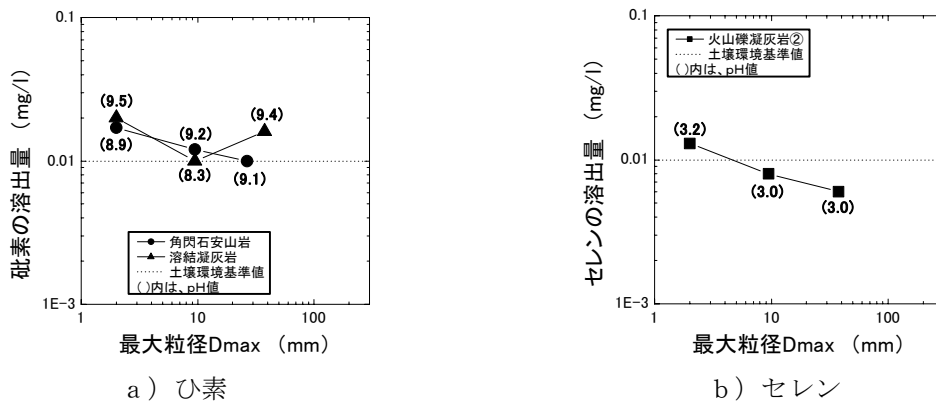 0.1
(9.5)
(8.9)
(9.2)
(8.3)
(9.4)
(9.1)
0.01
1E-3
砒素の溶出量 (mg/l)
角閃石安山岩
溶結凝灰岩
土壌環境基準値
( )内は、pH値
1 10 100
最大粒径Dmax (mm)
a) ひ素
0.1
火山礫凝灰岩②
土壌環境基準値
( )内は、pH値
(3.2)
(3.0)
(3.0)
0.01
1E-3
セレンの溶出量 (mg/l)
1 10 100
最大粒径Dmax (mm)
b) セレン